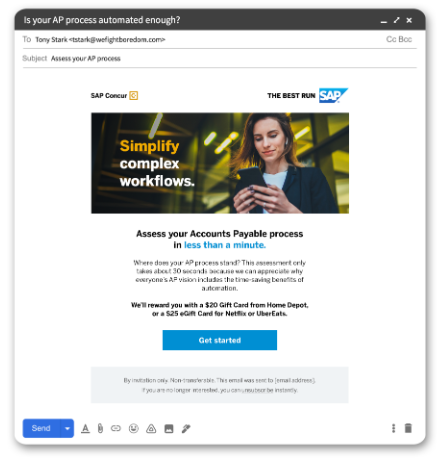 Is your AP process automated enough?
To Tony Stark <tstark@wefightboredom.com> Cc Bcc
Subject Assess your AP process
SAP Concur C THE BEST RUN SAP
Simplify
complex
workflows.
Assess your Accounts Payable process
in less than a minute.
Where does your AP process stand? This assessment only
takes about 30 seconds because we can appreciate why
everyone's AP vision includes the time-saving benefits of
automation.
We'll reward you with a $20 Gift Card from Home Depot,
or a $25 eGift Card for Netflix or UberEats.
Get started
By invitation only. Non-transferable. This email was sent to [email address].
If you are no longer interested, you can unsubscribe instantly.
Send